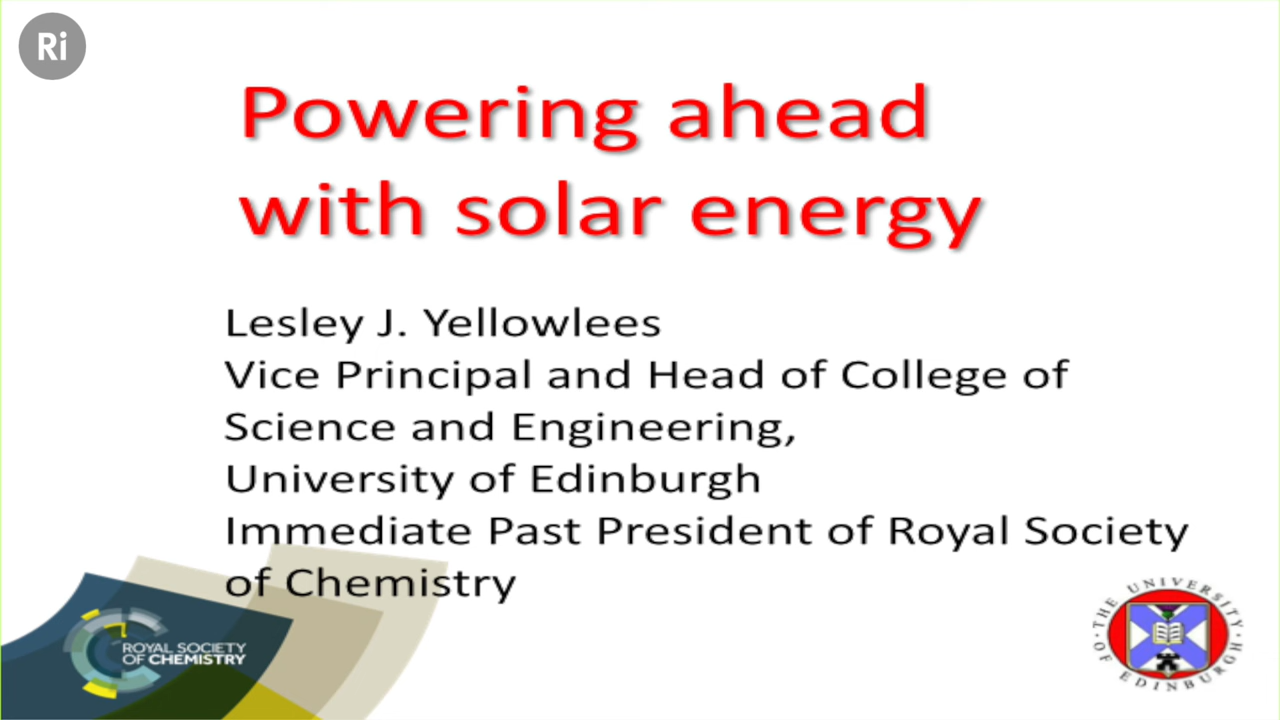 Ri
Powering ahead
with solar energy
Lesley J. Yellowlees
Vice Principal and Head of College of
Science and Engineering,
University of Edinburgh
Immediate Past President of Royal Society
of Chemistry
ROYAL SOCIETY
OF CHEMISTRY
THE UNIVERSITY
OF EDINBURGH